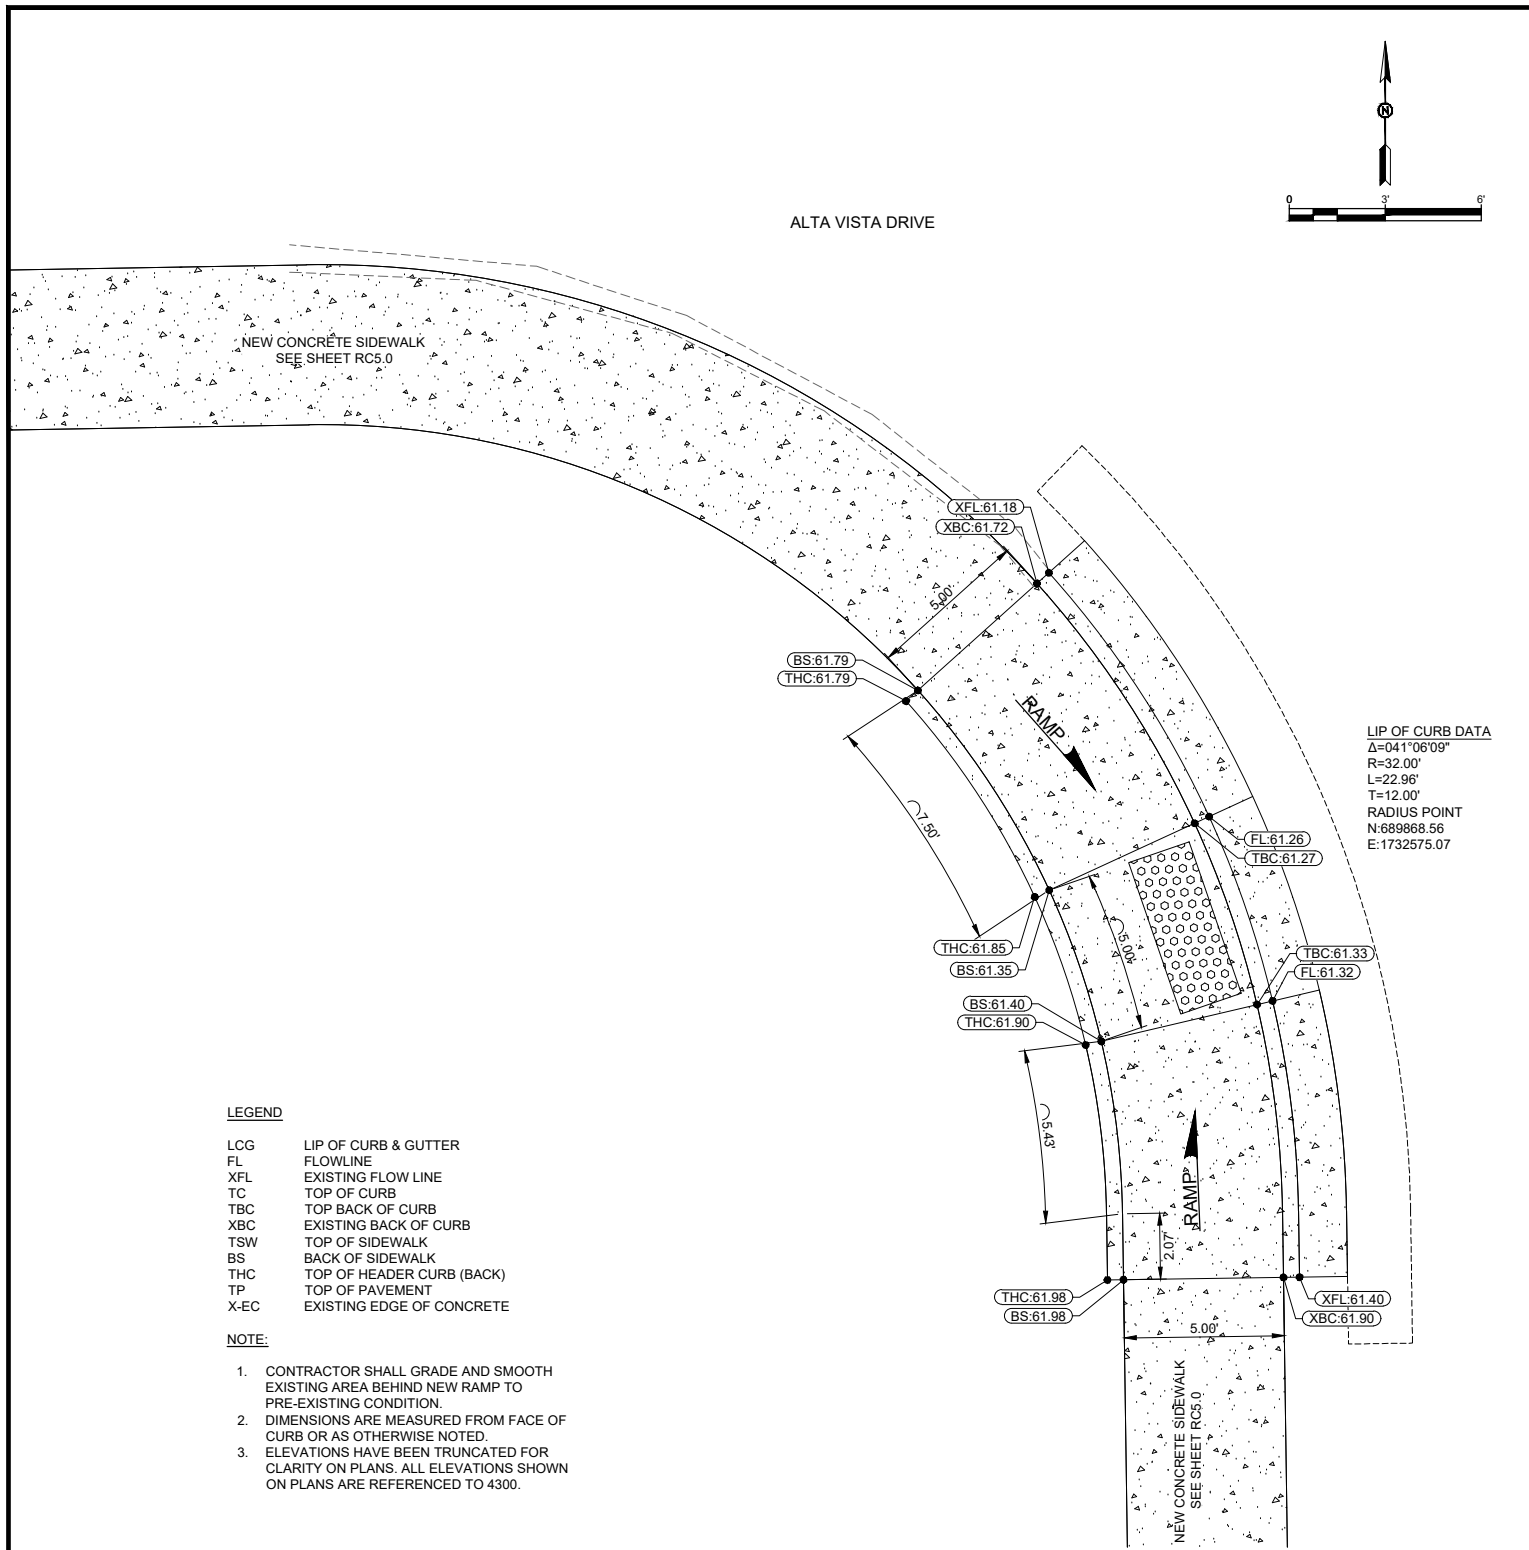 N
0 3' 6'
ALTA VISTA DRIVE
NEW CONCRETE SIDEWALK
SEE SHEET RC5.0
XFL:61.18
XBC:61.72
5.00'
BS:61.79
THC:61.79
RAMP
7.50'
LIP OF CURB DATA
Δ=041°06'09"
R=32.00'
L=22.96'
T=12.00'
RADIUS POINT
N:689868.56
E:1732575.07
FL:61.26
TBC:61.27
THC:61.85
BS:61.35
5.00'
TBC:61.33
FL:61.32
BS:61.40
THC:61.90
5.43'
RAMP
2.07'
THC:61.98
BS:61.98
XFL:61.40
XBC:61.90
5.00'
NEW CONCRETE SIDEWALK
SEE SHEET RC5.0
LEGEND
LCG LIP OF CURB & GUTTER
FL FLOWLINE
XFL EXISTING FLOW LINE
TC TOP OF CURB
TBC TOP BACK OF CURB
XBC EXISTING BACK OF CURB
TSW TOP OF SIDEWALK
BS BACK OF SIDEWALK
THC TOP OF HEADER CURB (BACK)
TP TOP OF PAVEMENT
X-EC EXISTING EDGE OF CONCRETE
NOTE:
1. CONTRACTOR SHALL GRADE AND SMOOTH
EXISTING AREA BEHIND NEW RAMP TO
PRE-EXISTING CONDITION.
2. DIMENSIONS ARE MEASURED FROM FACE OF
CURB OR AS OTHERWISE NOTED.
3. ELEVATIONS HAVE BEEN TRUNCATED FOR
CLARITY ON PLANS. ALL ELEVATIONS SHOWN
ON PLANS ARE REFERENCED TO 4300.